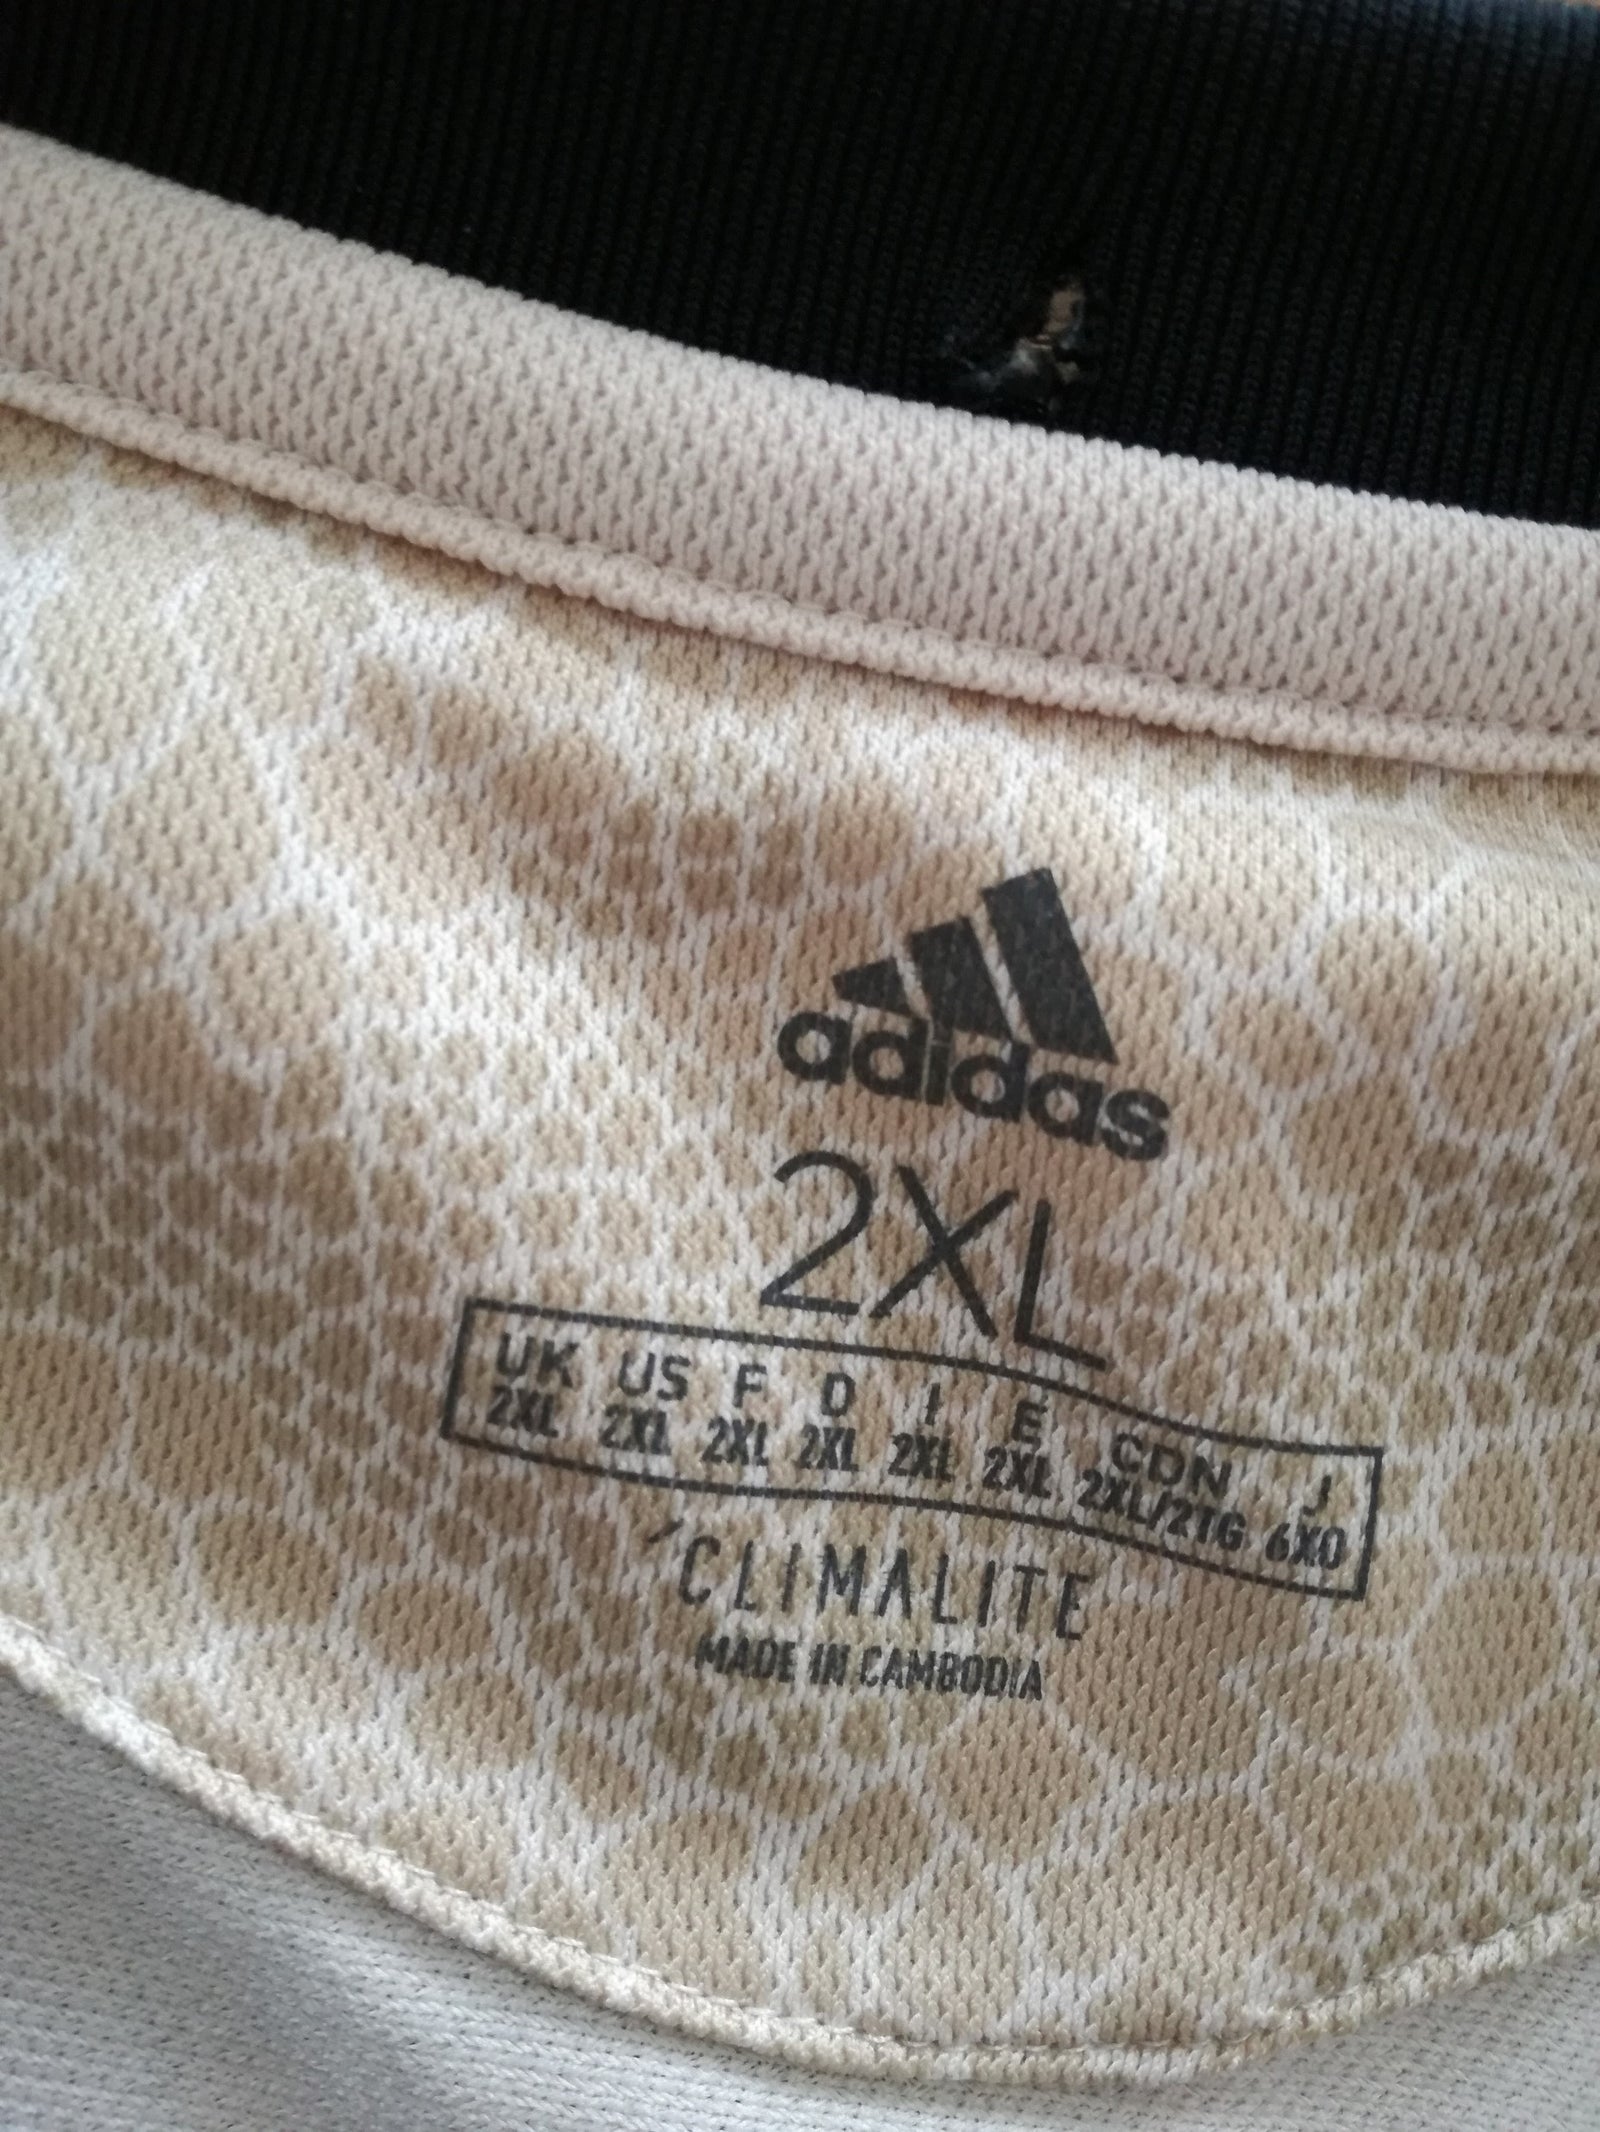 adidas
2XL
UK US F D I E CDN J
2XL 2XL 2XL 2XL 2XL 2XL 2XL/2TG 6XO
CLIMALITE
MADE IN CAMBODIA